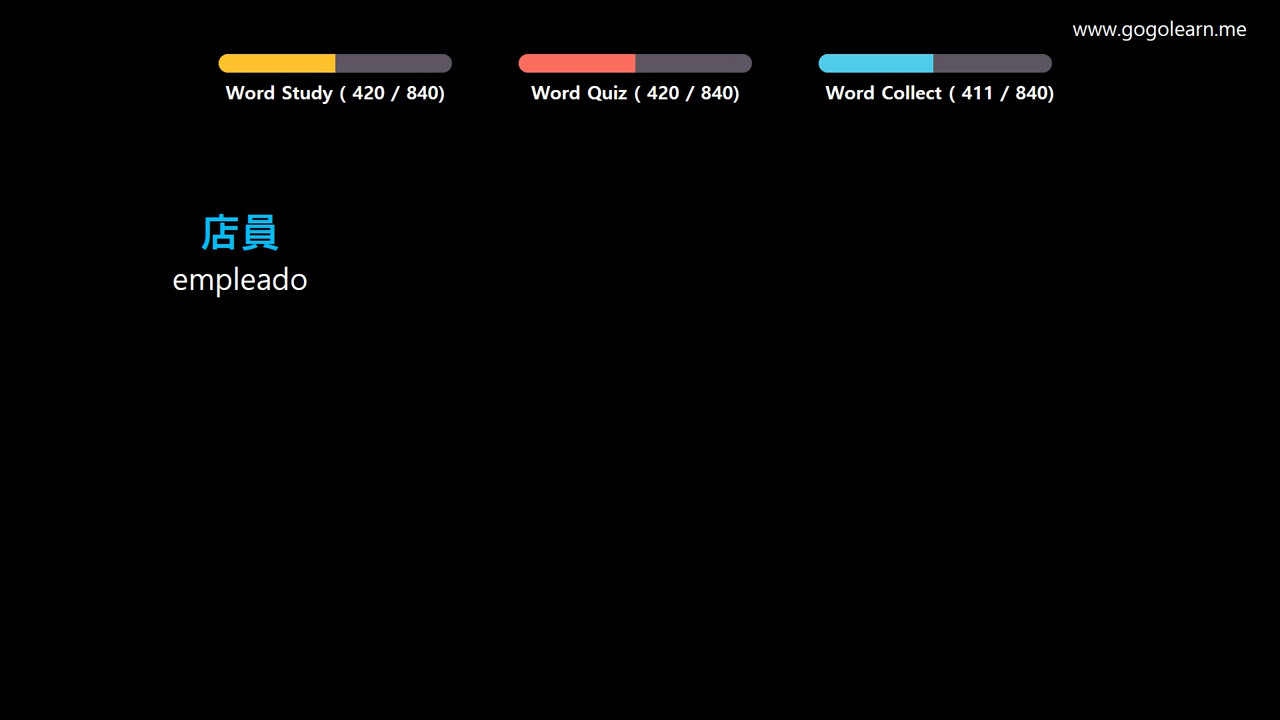 www.gogolearn.me
Word Study ( 420 / 840)
Word Quiz ( 420 / 840)
Word Collect ( 411 / 840)
店員
empleado